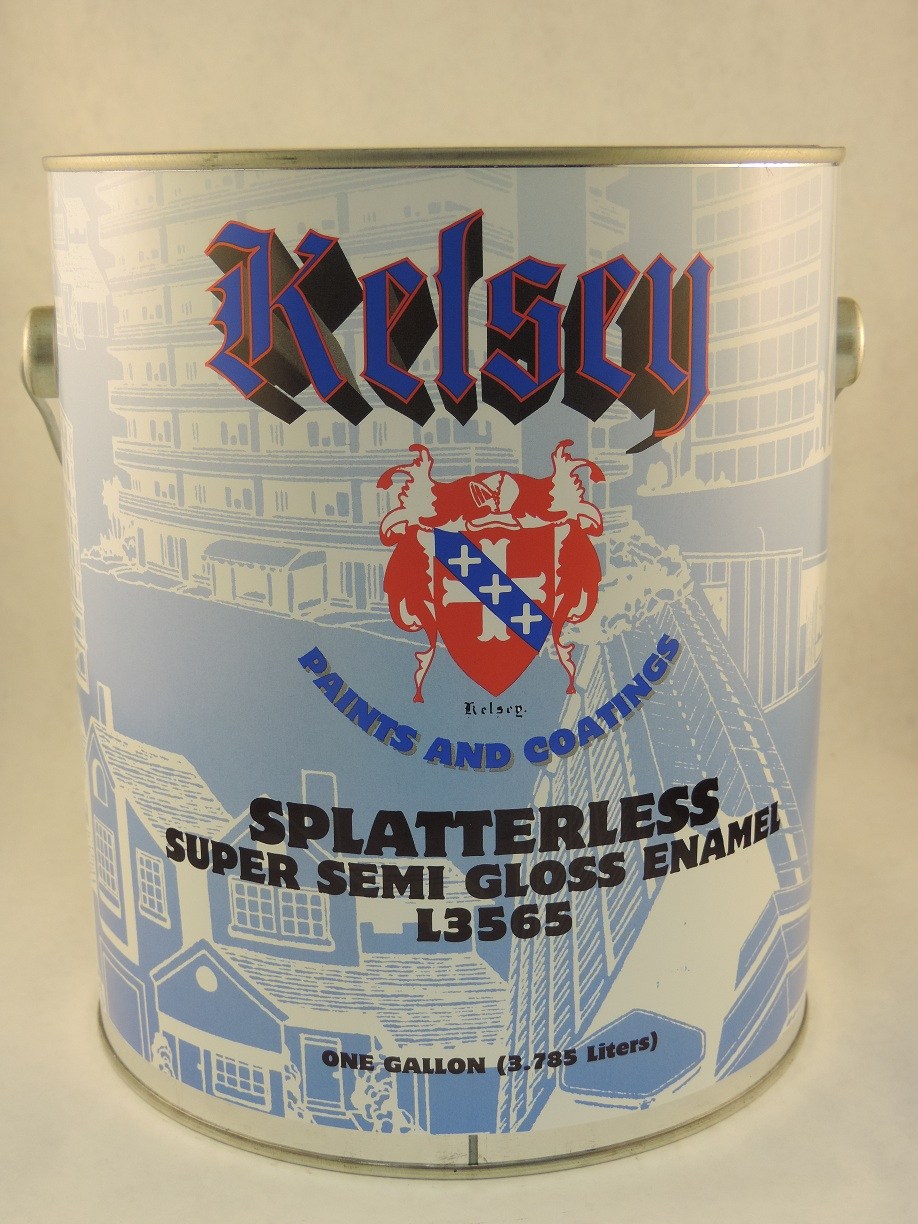 Kelsey
Kelsey.
PAINTS AND COATINGS
SPLATTERLESS
SUPER SEMI GLOSS ENAMEL
L3565
ONE GALLON (3.785 Liters)